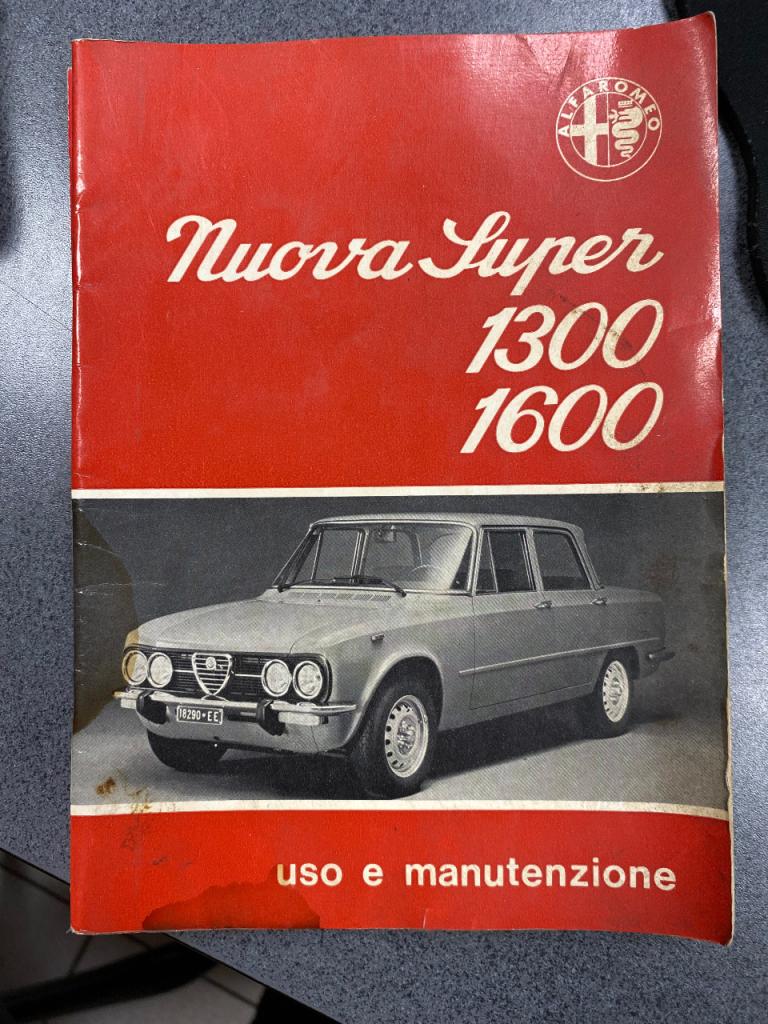 ALFA ROMEO
Nuova Super
1300
1600
18290•EE
uso e manutenzione